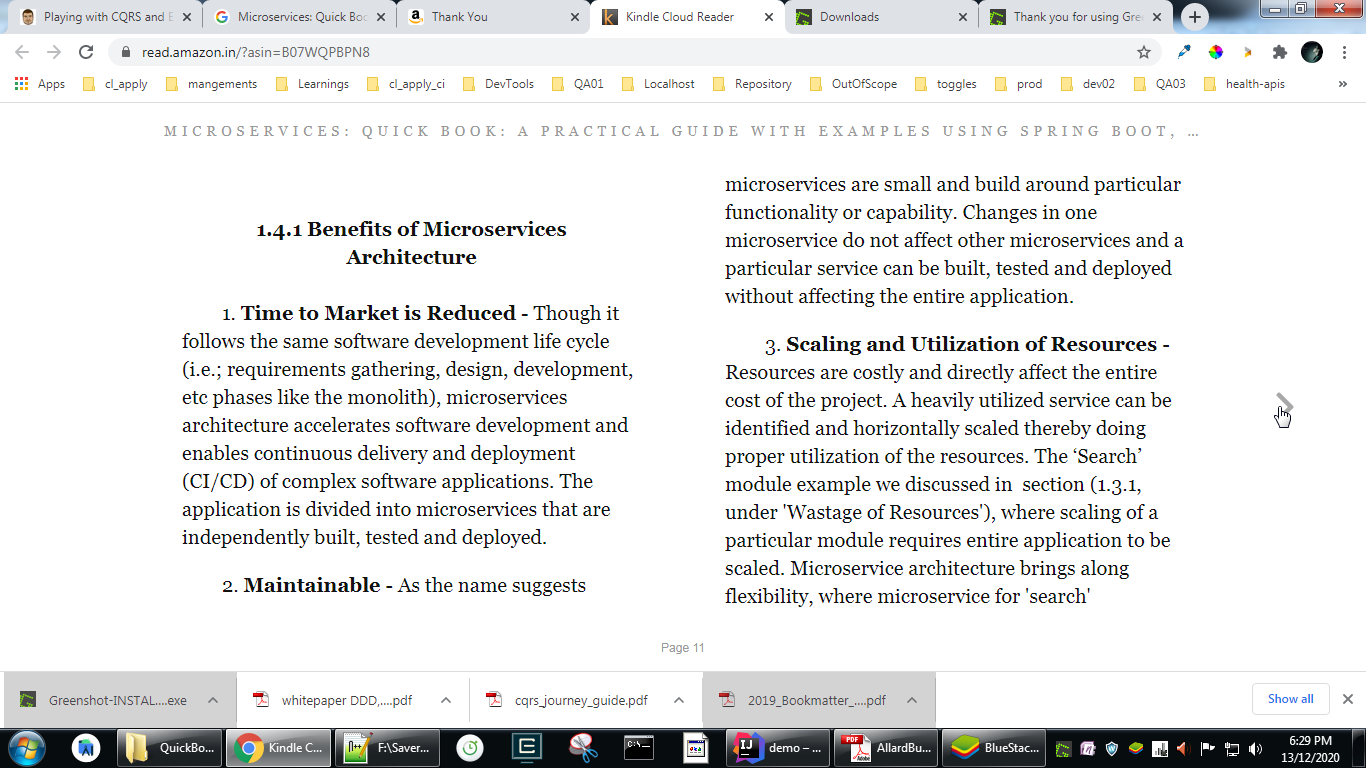 Playing with CQRS and E
Microservices: Quick Boo
Thank You
Kindle Cloud Reader
Downloads
Thank you for using Gre
read.amazon.in/?asin=B07WQPBPN8
Apps
cl_apply
mangements
Learnings
cl_apply_ci
DevTools
QA01
Localhost
Repository
OutOfScope
toggles
prod
dev02
QA03
health-apis
»
MICROSERVICES: QUICK BOOK: A PRACTICAL GUIDE WITH EXAMPLES USING SPRING BOOT, …
1.4.1 Benefits of Microservices
Architecture
1. Time to Market is Reduced - Though it
follows the same software development life cycle
(i.e.; requirements gathering, design, development,
etc phases like the monolith), microservices
architecture accelerates software development and
enables continuous delivery and deployment
(CI/CD) of complex software applications. The
application is divided into microservices that are
independently built, tested and deployed.
2. Maintainable - As the name suggests
microservices are small and build around particular
functionality or capability. Changes in one
microservice do not affect other microservices and a
particular service can be built, tested and deployed
without affecting the entire application.
3. Scaling and Utilization of Resources -
Resources are costly and directly affect the entire
cost of the project. A heavily utilized service can be
identified and horizontally scaled thereby doing
proper utilization of the resources. The ‘Search’
module example we discussed in  section (1.3.1,
under 'Wastage of Resources'), where scaling of a
particular module requires entire application to be
scaled. Microservice architecture brings along
flexibility, where microservice for 'search'
Page 11
Greenshot-INSTAL....exe
whitepaper DDD,....pdf
cqrs_journey_guide.pdf
2019_Bookmatter_....pdf
Show all
QuickBo...
Kindle C...
F:\Saver...
demo – ...
AllardBu...
BlueStac...
6:29 PM
13/12/2020